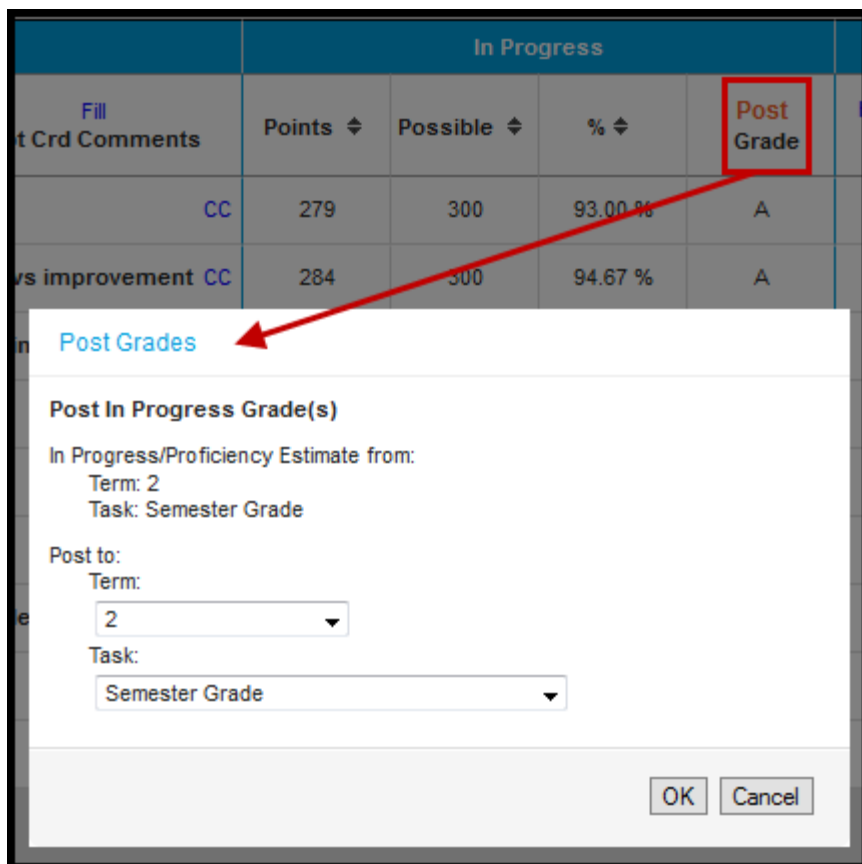 In Progress
Fill
t Crd Comments
Points
Possible
%
Post
Grade
CC 279 300 93.00 % A
vs improvement CC 284 300 94.67 % A
in
Post Grades
Post In Progress Grade(s)
In Progress/Proficiency Estimate from:
Term: 2
Task: Semester Grade
Post to:
Term:
2
le
Task:
Semester Grade
OK Cancel